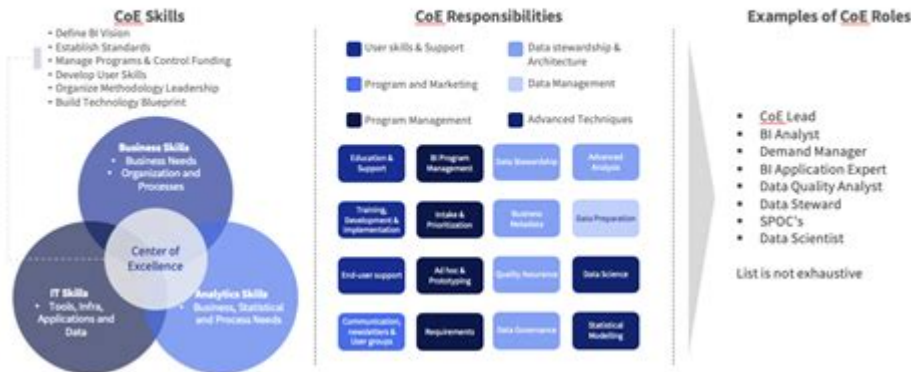 CoE Skills
• Define BI Vision
• Establish Standards
• Manage Programs & Control Funding
• Develop User Skills
• Organize Methodology Leadership
• Build Technology Blueprint
Business Skills
• Business Needs
• Organization and
Processes
Center of
Excellence
IT Skills
• Tools, Infra,
Applications and
Data
Analytics Skills
• Business, Statistical
and Process Needs
CoE Responsibilities
User skills & Support
Data stewardship &
Architecture
Program and Marketing
Data Management
Program Management
Advanced Techniques
Education &
Support
BI Program
Management
Data Stewardship
Advanced
Analysis
Training,
Development &
Implementation
Intake &
Prioritization
Business
Metadata
Data Preparation
End-user support
Ad hoc &
Prototyping
Quality Assurance
Data Science
Communication,
newsletters &
User groups
Requirements
Data Governance
Statistical
Modelling
Examples of CoE Roles
▪ CoE Lead
▪ BI Analyst
▪ Demand Manager
▪ BI Application Expert
▪ Data Quality Analyst
▪ Data Steward
▪ SPOC's
▪ Data Scientist
List is not exhaustive